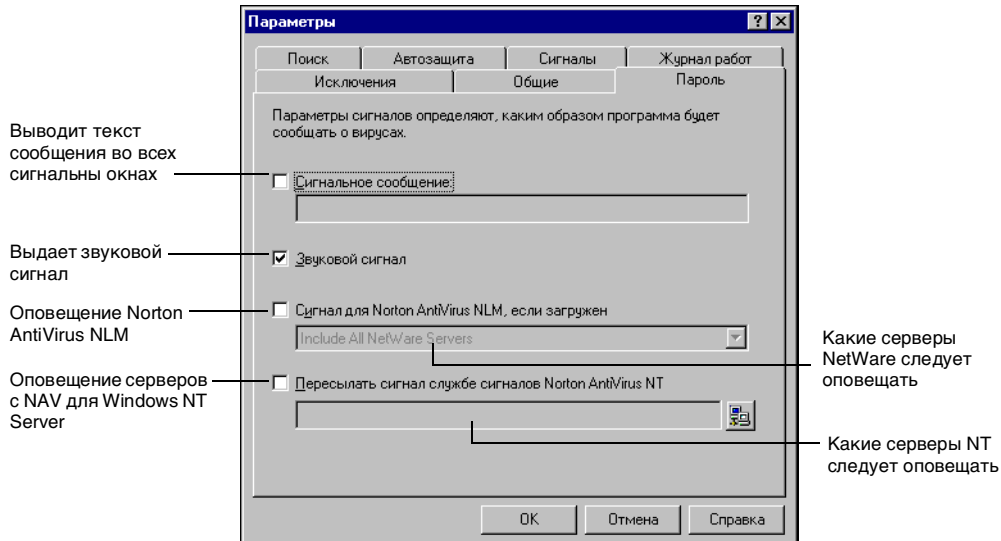 Параметры
Поиск
Автозащита
Сигналы
Журнал работ
Исключения
Общие
Пароль
Параметры сигналов определяют, каким образом программа будет
сообщать о вирусах.
Выводит текст
сообщения во всех
сигнальны окнах
Сигнальное сообщение:
Выдает звуковой
сигнал
Звуковой сигнал
Оповещение Norton
AntiVirus NLM
Сигнал для Norton AntiVirus NLM, если загружен
Include All NetWare Servers
Какие серверы
NetWare следует
оповещать
Оповещение серверов
с NAV для Windows NT
Server
Пересылать сигнал службе сигналов Norton AntiVirus NT
Какие серверы NT
следует оповещать
OK
Отмена
Справка